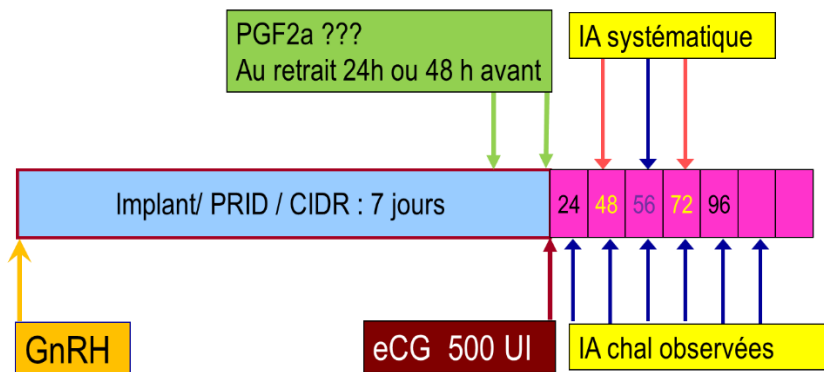 PGF2a ???
Au retrait 24h ou 48 h avant
IA systématique
Implant/ PRID / CIDR : 7 jours
24 48 56 72 96
GnRH
eCG 500 UI
IA chal observées